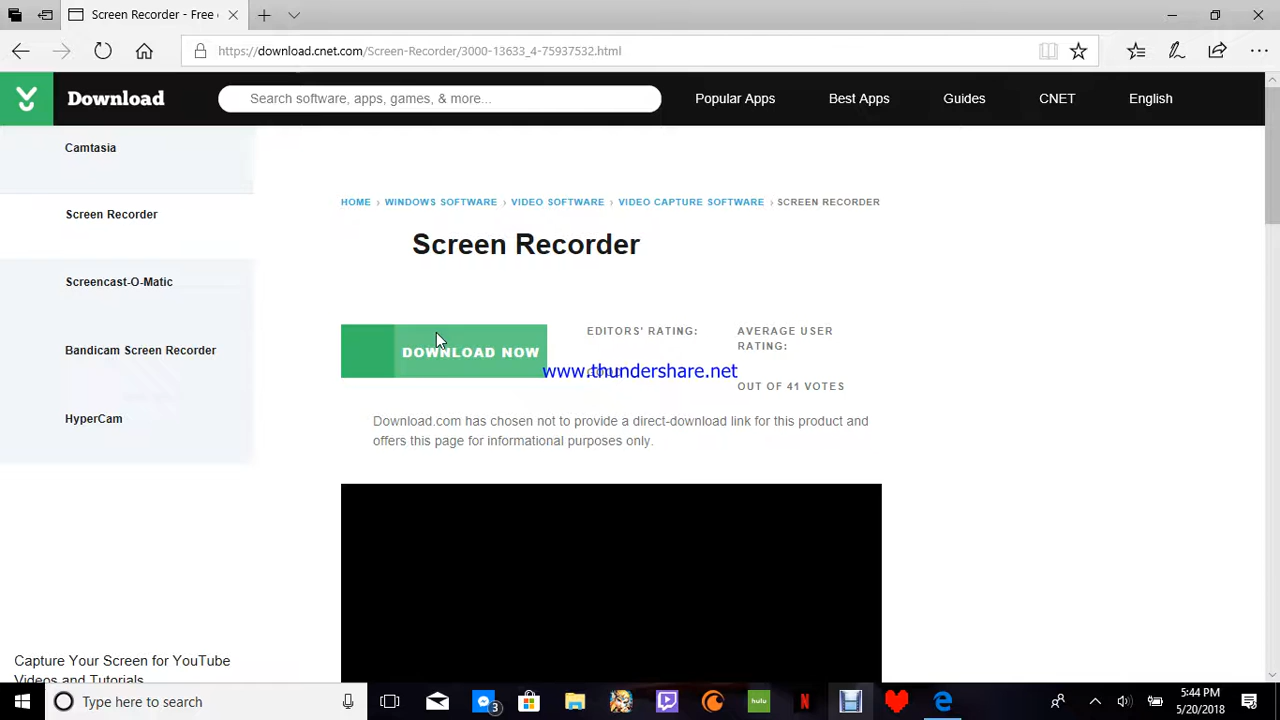 Screen Recorder - Free
https://download.cnet.com/Screen-Recorder/3000-13633_4-75937532.html
Download
Search software, apps, games, & more...
Popular Apps
Best Apps
Guides
CNET
English
Camtasia
Screen Recorder
Screencast-O-Matic
Bandicam Screen Recorder
HyperCam
HOME › WINDOWS SOFTWARE › VIDEO SOFTWARE › VIDEO CAPTURE SOFTWARE › SCREEN RECORDER
Screen Recorder
DOWNLOAD NOW
EDITORS' RATING:
AVERAGE USER
RATING:
www.thundershare.net
OUT OF 41 VOTES
Download.com has chosen not to provide a direct-download link for this product and
offers this page for informational purposes only.
Capture Your Screen for YouTube
Videos and Tutorials
Type here to search
3
hulu
N
5:44 PM
5/20/2018